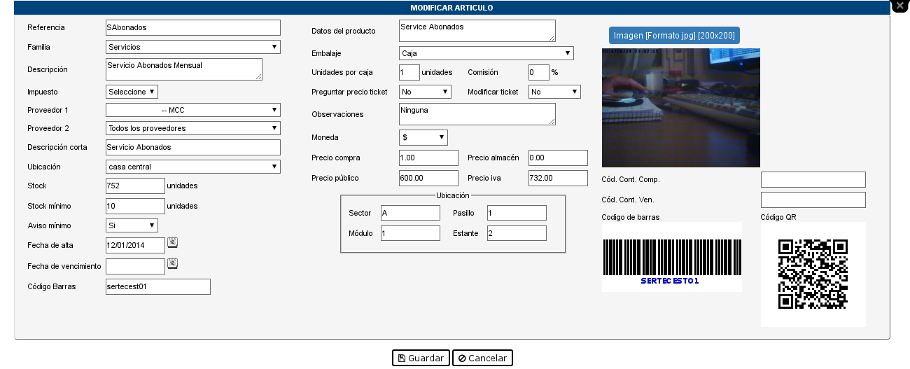 MODIFICAR ARTICULO
Referencia SAbonados
Familia Servicios
Descripción Servicio Abonados Mensual
Impuesto Seleccione
Proveedor 1 -- MCC
Proveedor 2 Todos los proveedores
Descripción corta Servicio Abonados
Ubicación casa central
Stock 752 unidades
Stock mínimo 10 unidades
Aviso mínimo Si
Fecha de alta 12/01/2014
Fecha de vencimiento
Código Barras sertecest01
Datos del producto Service Abonados
Embalaje Caja
Unidades por caja 1 unidades Comisión 0 %
Preguntar precio ticket No Modificar ticket No
Observaciones Ninguna
Moneda $
Precio compra 1.00 Precio almacén 0.00
Precio público 600.00 Precio iva 732.00
Ubicación
Sector A Pasillo 1
Módulo 1 Estante 2
Imagen [Formato jpg] [200x200]
Cód. Cont. Comp.
Cód. Cont. Ven.
Codigo de barras Código QR
SERTECEST01
Guardar Cancelar